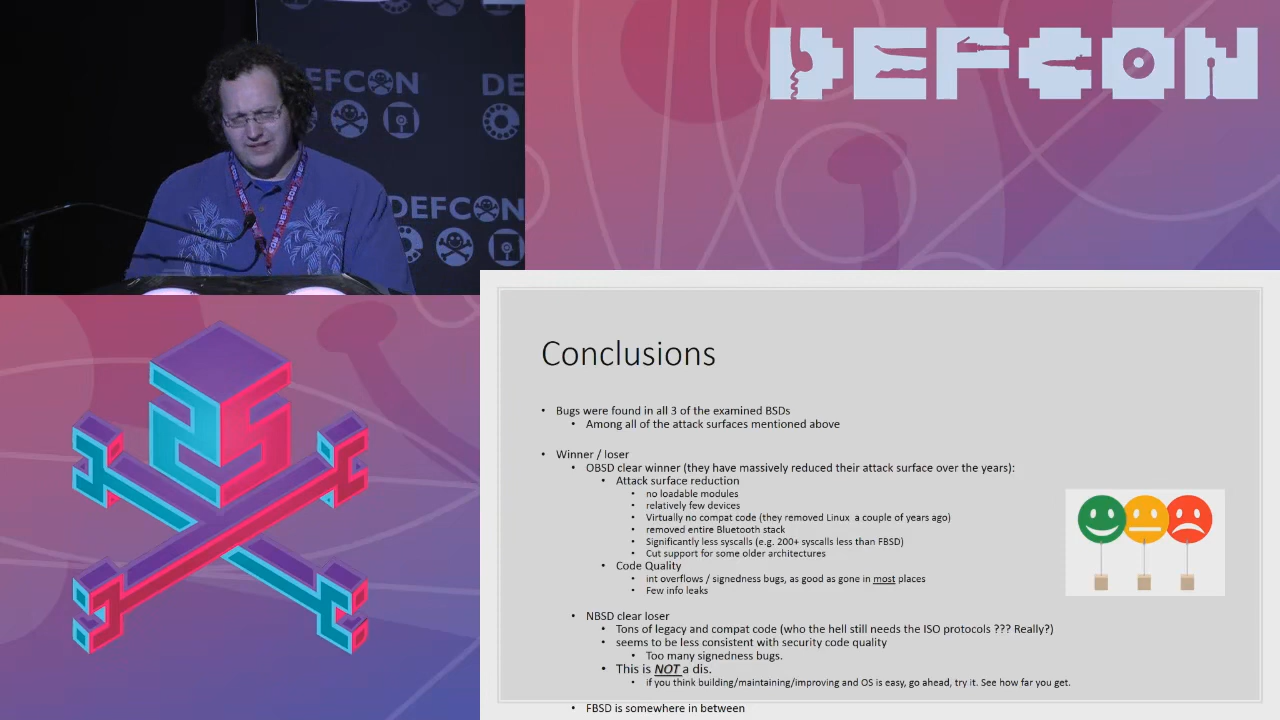 DEFCON
EFCON
DE
DEFCON
DEFCON
25
Conclusions
• Bugs were found in all 3 of the examined BSDs
• Among all of the attack surfaces mentioned above
• Winner / loser
• OBSD clear winner (they have massively reduced their attack surface over the years):
• Attack surface reduction
• no loadable modules
• relatively few devices
• Virtually no compat code (they removed Linux a couple of years ago)
• removed entire Bluetooth stack
• Significantly less syscalls (e.g. 200+ syscalls less than FBSD)
• Cut support for some older architectures
• Code Quality
• int overflows / signedness bugs, as good as gone in most places
• Few info leaks
• NBSD clear loser
• Tons of legacy and compat code (who the hell still needs the ISO protocols ??? Really?)
• seems to be less consistent with security code quality
• Too many signedness bugs.
• This is NOT a dis.
• if you think building/maintaining/improving and OS is easy, go ahead, try it. See how far you get.
• FBSD is somewhere in between